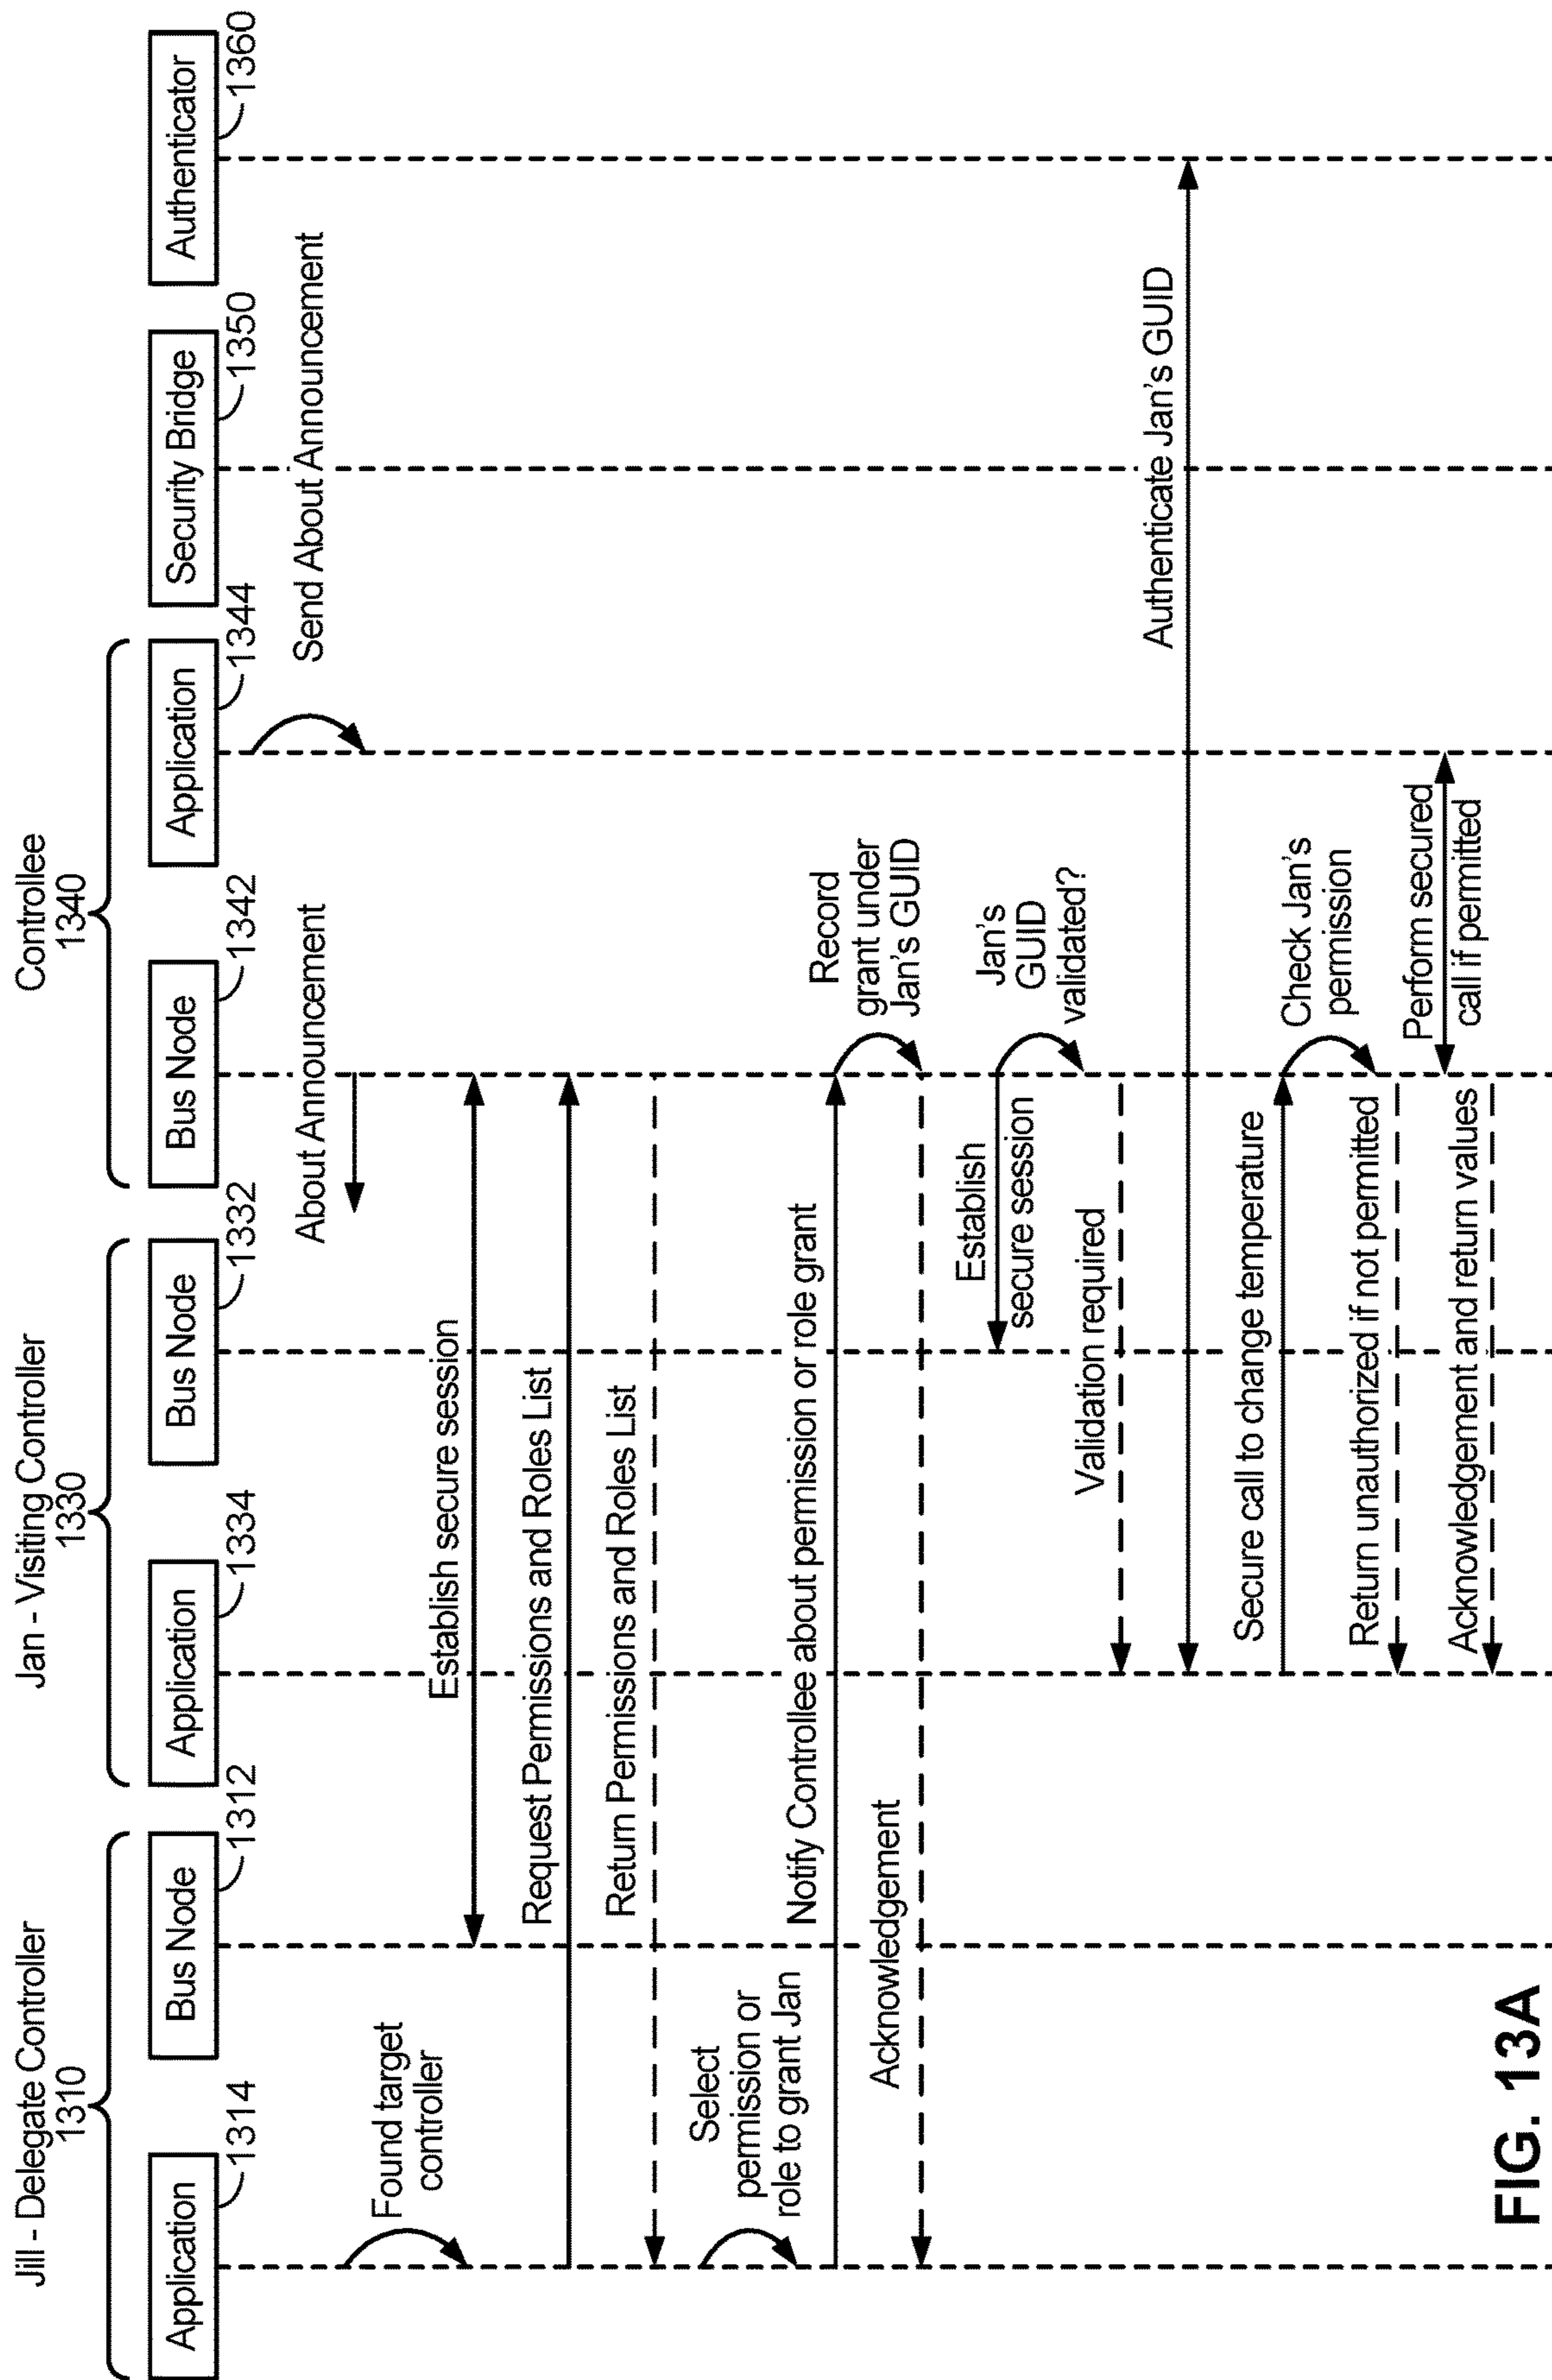 Jill - Delegate Controller
1310
Jan - Visiting Controller
1330
Controllee
1340
Application
1314
Bus Node
1312
Application
1334
Bus Node
1332
Bus Node
1342
Application
1344
Security Bridge
1350
Authenticator
1360
Send About Announcement
About Announcement
Found target
controller
Establish secure session
Request Permissions and Roles List
Return Permissions and Roles List
Select
permission or
role to grant Jan
Notify Controllee about permission or role grant
Record
grant under
Jan's GUID
Acknowledgement
Establish
secure session
Jan's
GUID
validated?
Validation required
Authenticate Jan's GUID
Secure call to change temperature
Check Jan's
permission
Return unauthorized if not permitted
Perform secured
call if permitted
Acknowledgement and return values
FIG. 13A